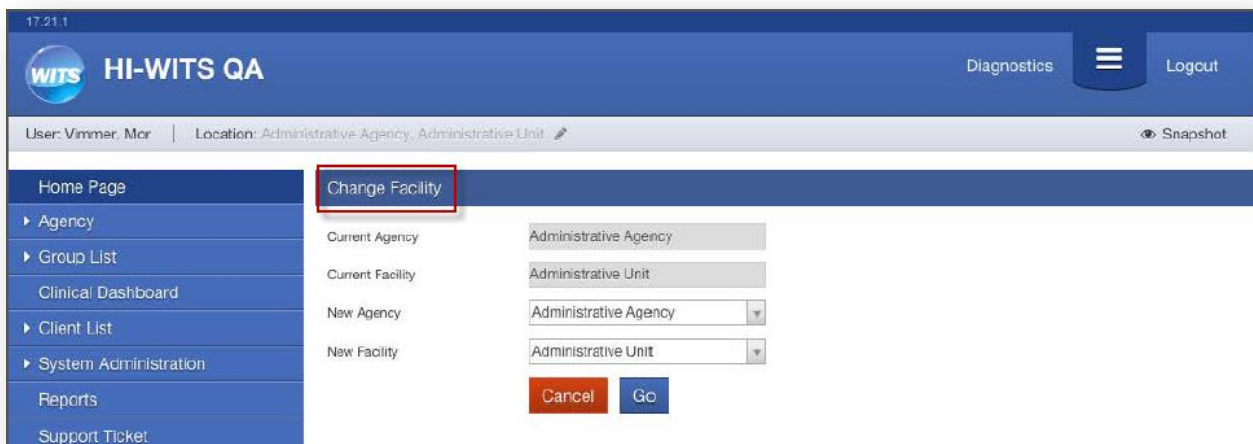 17.21.1
WITS HI-WITS QA
Diagnostics
Logout
User: Vimmer, Mor | Location: Administrative Agency, Administrative Unit
Snapshot
Home Page
Agency
Group List
Clinical Dashboard
Client List
System Administration
Reports
Support Ticket
Change Facility
Current Agency Administrative Agency
Current Facility Administrative Unit
New Agency Administrative Agency
New Facility Administrative Unit
Cancel Go